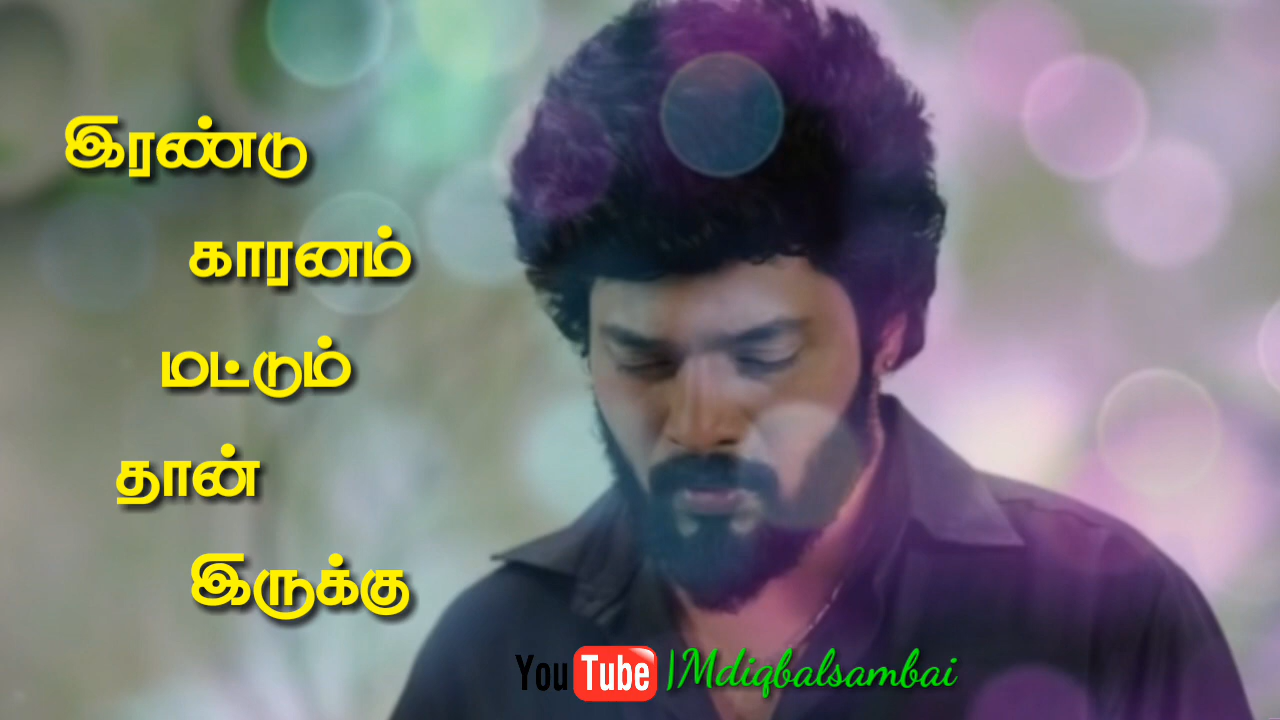 இரண்டு
காரனம்
மட்டும்
தான்
இருக்கு
YouTube |Mdiqbalsambai